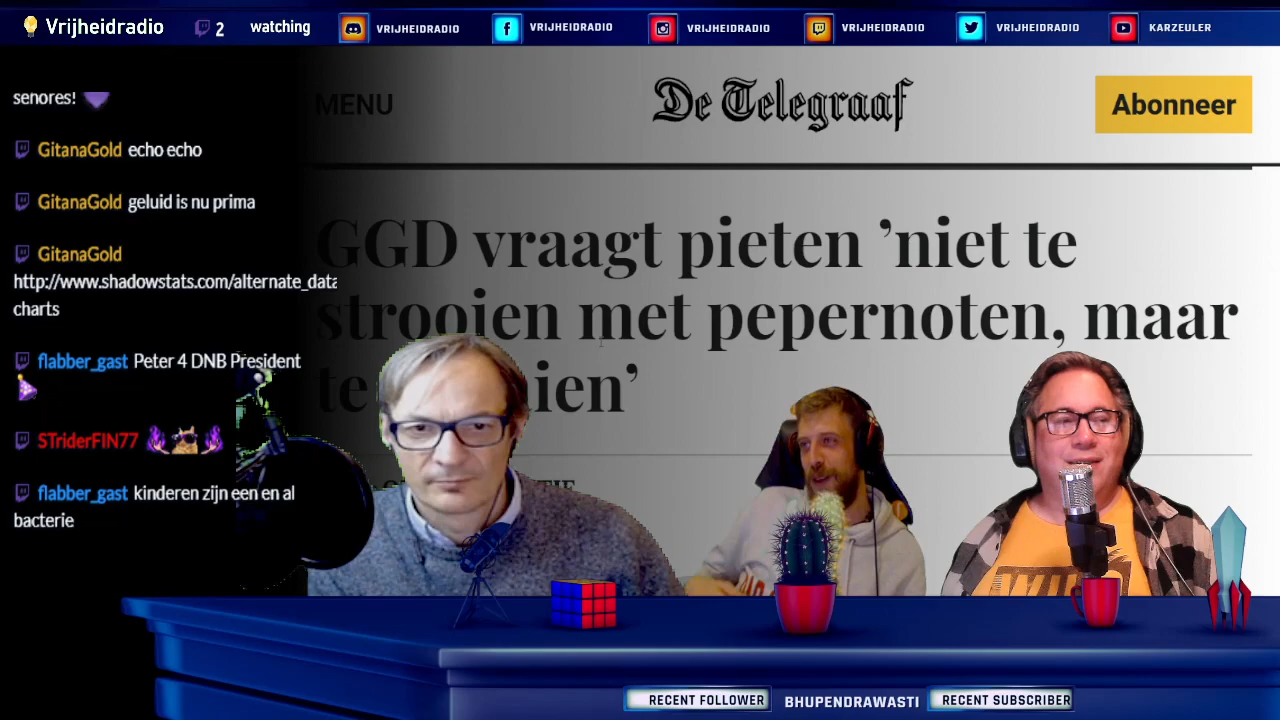 Vrijheidradio
2
watching
VRIJHEIDRADIO
VRIJHEIDRADIO
VRIJHEIDRADIO
VRIJHEIDRADIO
VRIJHEIDRADIO
KARZEULER
MENU
De Telegraaf
Abonneer
GGD vraagt pieten ’niet te
strooien met pepernoten, maar
te
senores!
GitanaGold echo echo
GitanaGold geluid is nu prima
GitanaGold
http://www.shadowstats.com/alternate_data
charts
flabber_gast Peter 4 DNB President
STriderFIN77
flabber_gast kinderen zijn een en al
bacterie
RECENT FOLLOWER
BHUPENDRAWASTI
RECENT SUBSCRIBER